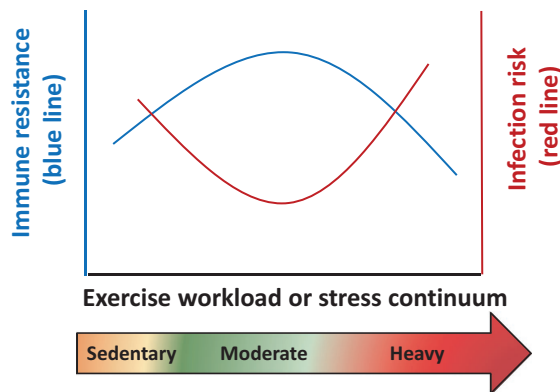 Immune resistance
(blue line)
Infection risk
(red line)
Exercise workload or stress continuum
Sedentary Moderate Heavy